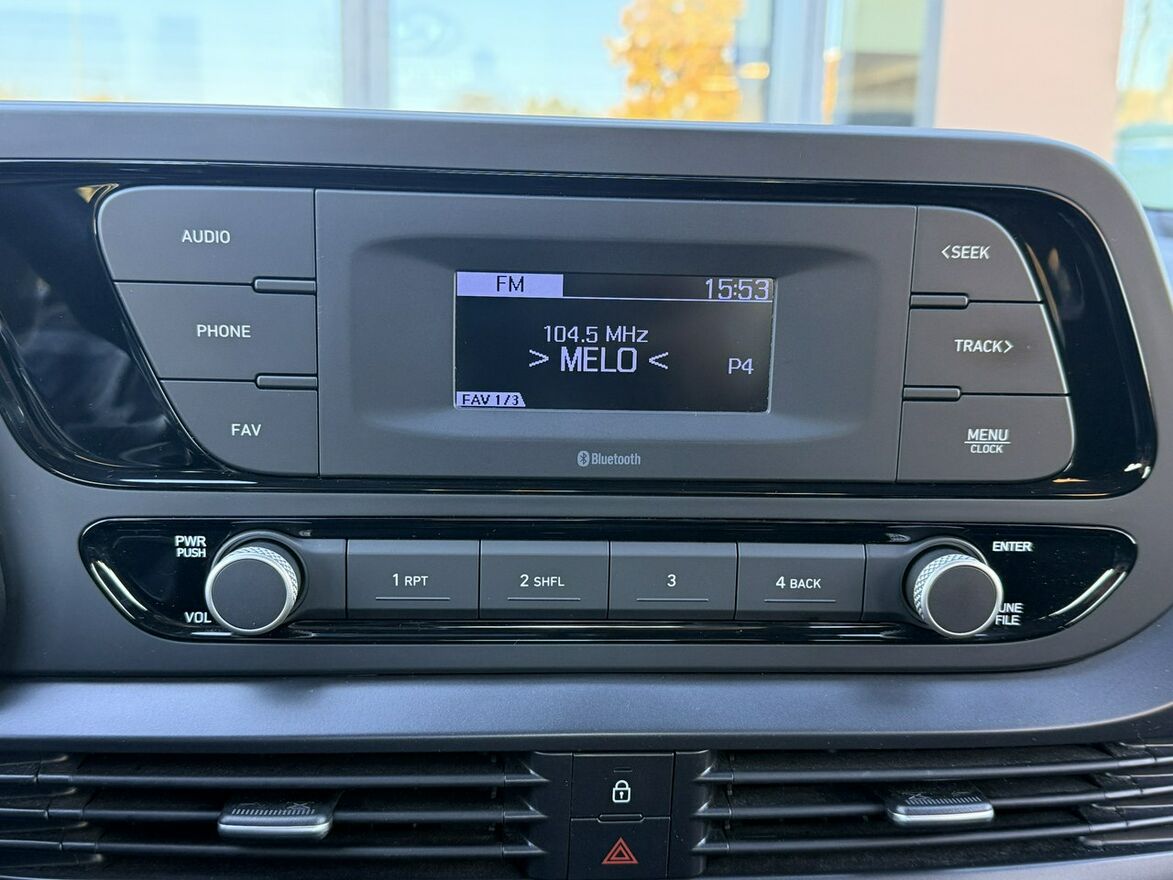 AUDIO
PHONE
FAV
FM 15:53
104.5 MHz
> MELO <
P4
FAV 1/3
Bluetooth
<SEEK
TRACK>
MENU
CLOCK
PWR
PUSH
VOL
1 RPT
2 SHFL
3
4 BACK
ENTER
UNE
FILE